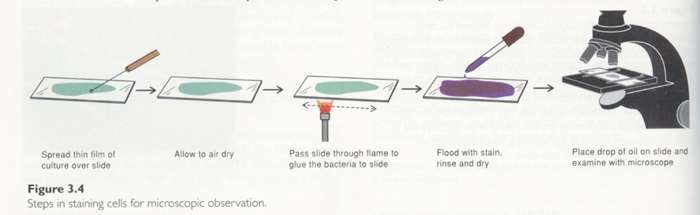 Spread thin film of
culture over slide
Allow to air dry
Pass slide through flame to
glue the bacteria to slide
Flood with stain,
rinse and dry
Place drop of oil on slide and
examine with microscope
Figure 3.4
Steps in staining cells for microscopic observation.